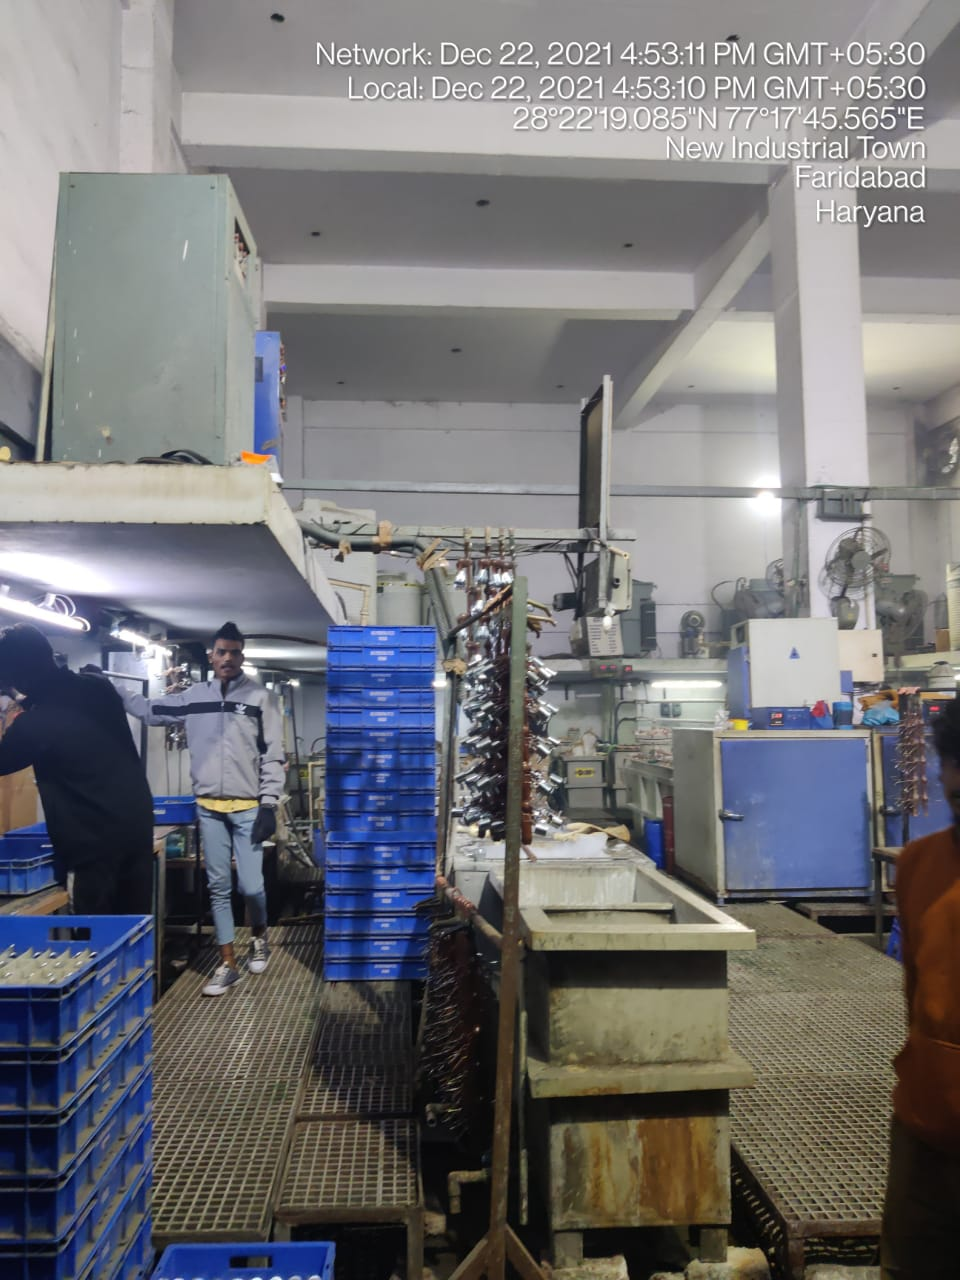 Network: Dec 22, 2021 4:53:11 PM GMT+05:30
Local: Dec 22, 2021 4:53:10 PM GMT+05:30
28°22'19.085"N 77°17'45.565"E
New Industrial Town
Faridabad
Haryana